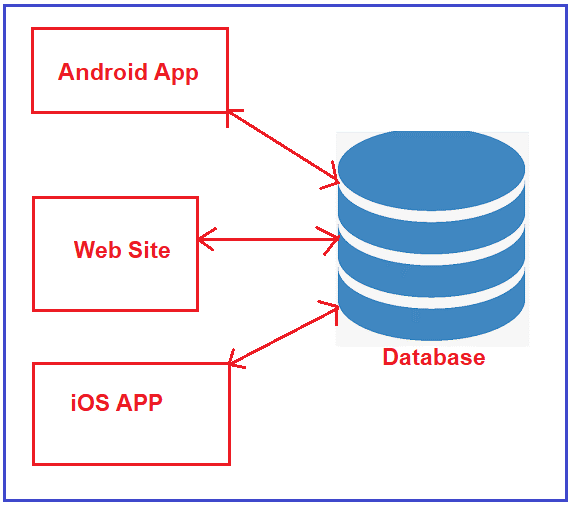 Android App
Web Site
iOS APP
Database